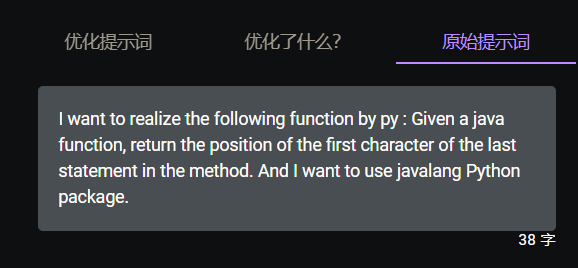 优化提示词 优化了什么? 原始提示词
I want to realize the following function by py : Given a java
function, return the position of the first character of the last
statement in the method. And I want to use javalang Python
package.
38 字